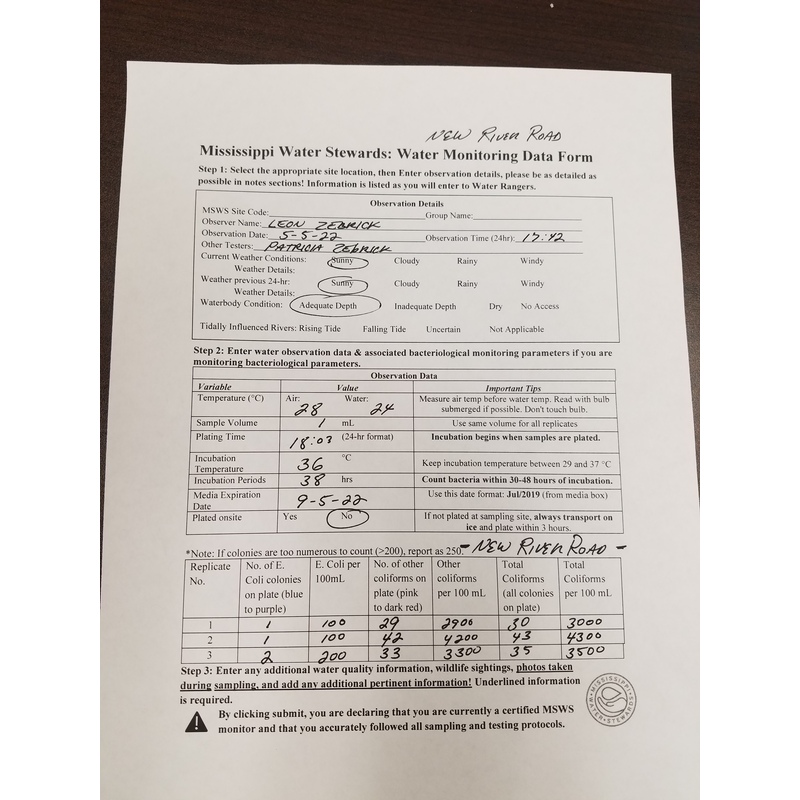 NEW RIVER ROAD
Mississippi Water Stewards: Water Monitoring Data Form
Step 1: Select the appropriate site location, then Enter observation details, please be as detailed as
possible in notes sections! Information is listed as you will enter to Water Rangers.
Observation Details
MSWS Site Code: Group Name:
Observer Name: LEON ZEBRICK
Observation Date: 5-5-22 Observation Time (24hr): 17:42
Other Testers: PATRICIA ZEBRICK
Current Weather Conditions: Sunny Cloudy Rainy Windy
Weather Details:
Weather previous 24-hr: Sunny Cloudy Rainy Windy
Weather Details:
Waterbody Condition: Adequate Depth Inadequate Depth Dry No Access
Tidally Influenced Rivers: Rising Tide Falling Tide Uncertain Not Applicable
Step 2: Enter water observation data & associated bacteriological monitoring parameters if you are
monitoring bacteriological parameters.
Observation Data
Variable Value Important Tips
Temperature (°C) Air: 28 Water: 24 Measure air temp before water temp. Read with bulb
submerged if possible. Don't touch bulb.
Sample Volume 1 mL Use same volume for all replicates
Plating Time 18:03 (24-hr format) Incubation begins when samples are plated.
Incubation
Temperature 36 °C Keep incubation temperature between 29 and 37 °C
Incubation Periods 38 hrs Count bacteria within 30-48 hours of incubation.
Media Expiration
Date 9-5-22 Use this date format: Jul/2019 (from media box)
Plated onsite Yes No If not plated at sampling site, always transport on
ice and plate within 3 hours.
*Note: If colonies are too numerous to count (>200), report as 250. - NEW RIVER ROAD -
Replicate No. of E. E. Coli per No. of other Other Total Total
No. Coli colonies 100mL coliforms on coliforms Coliforms Coliforms
on plate (blue plate (pink per 100 mL (all colonies per 100 mL
to purple) to dark red) on plate)
1 1 100 29 2900 30 3000
2 1 100 42 4200 43 4300
3 2 200 33 3300 35 3500
Step 3: Enter any additional water quality information, wildlife sightings, photos taken
during sampling, and add any additional pertinent information! Underlined information
is required.
By clicking submit, you are declaring that you are currently a certified MSWS
monitor and that you accurately followed all sampling and testing protocols.
MISSISSIPPI
WATER STEWARDS